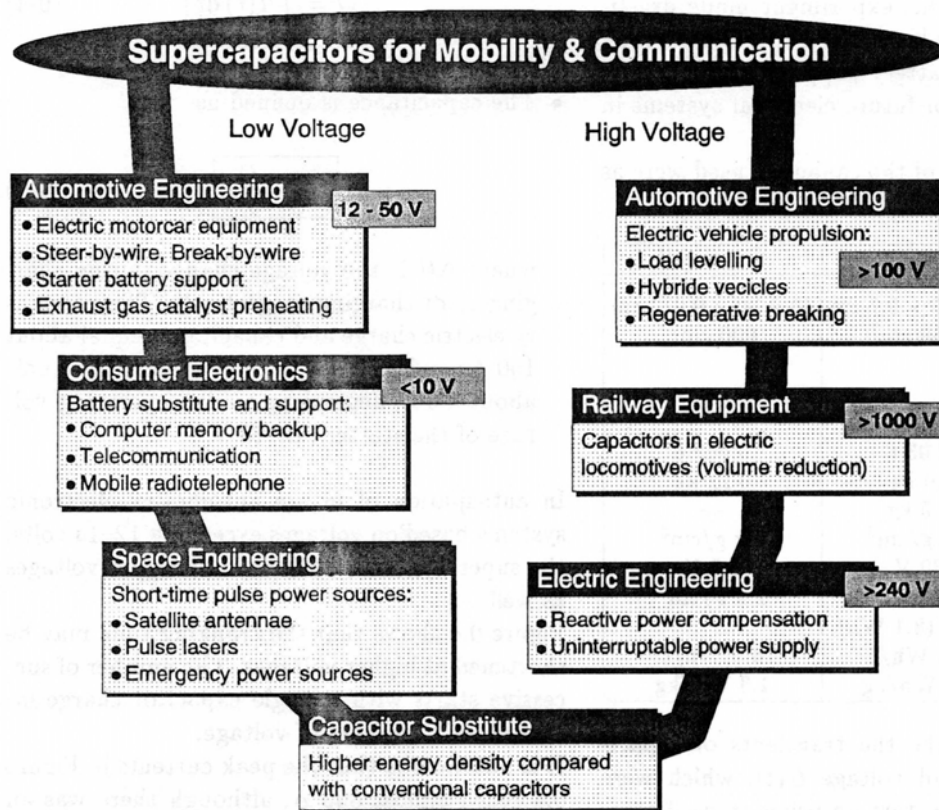 Supercapacitors for Mobility & Communication
Low Voltage
High Voltage
Automotive Engineering
12 - 50 V
• Electric motorcar equipment
• Steer-by-wire, Break-by-wire
• Starter battery support
• Exhaust gas catalyst preheating
Consumer Electronics
<10 V
Battery substitute and support:
• Computer memory backup
• Telecommunication
• Mobile radiotelephone
Space Engineering
Short-time pulse power sources:
• Satellite antennae
• Pulse lasers
• Emergency power sources
Automotive Engineering
Electric vehicle propulsion:
>100 V
• Load levelling
• Hybride vecicles
• Regenerative breaking
Railway Equipment
>1000 V
Capacitors in electric
locomotives (volume reduction)
Electric Engineering
>240 V
• Reactive power compensation
• Uninterruptable power supply
Capacitor Substitute
Higher energy density compared
with conventional capacitors